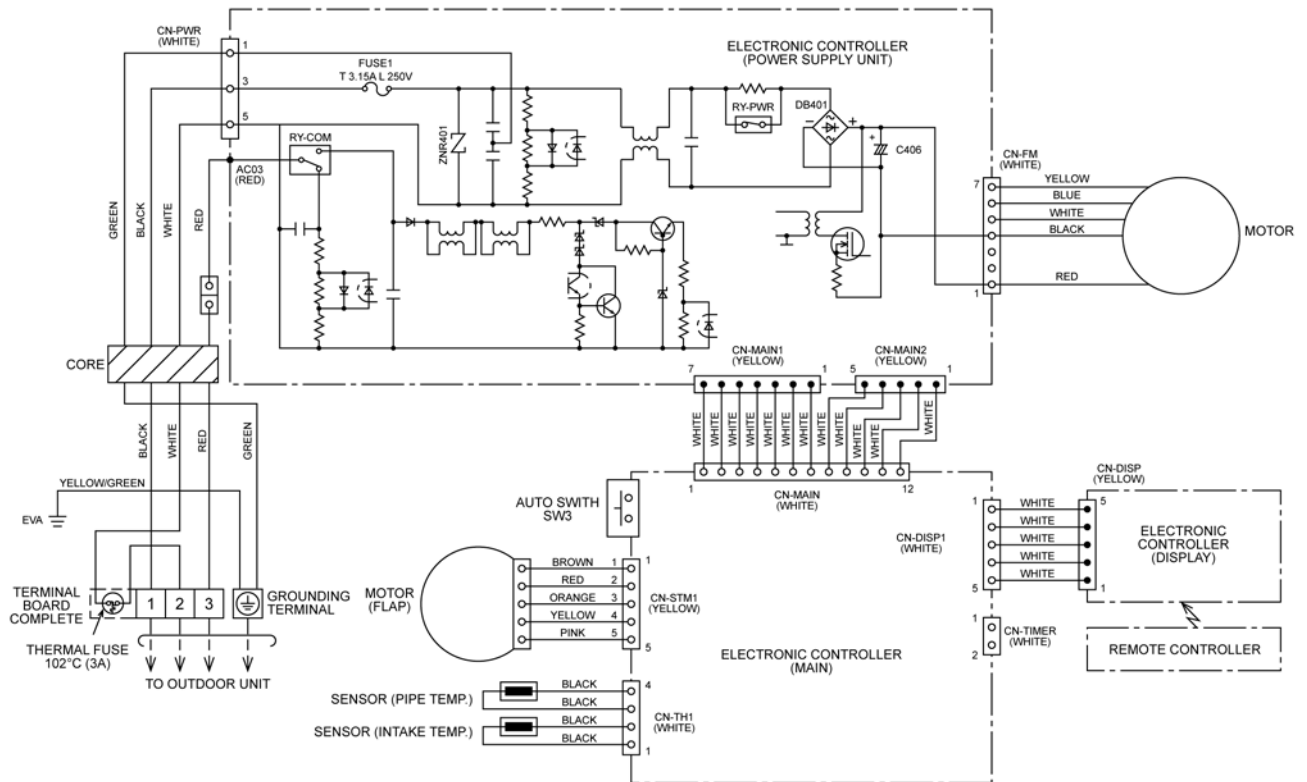 CN-PWR
(WHITE)
1
3
5
FUSE1
T 3.15A L 250V
ELECTRONIC CONTROLLER
(POWER SUPPLY UNIT)
RY-PWR
DB401
−
+
+
C406
ZNR401
RY-COM
AC03
(RED)
GREEN
BLACK
WHITE
RED
CN-FM
(WHITE)
7
1
YELLOW
BLUE
WHITE
BLACK
RED
MOTOR
CORE
BLACK
WHITE
RED
GREEN
CN-MAIN1
(YELLOW)
7
1
CN-MAIN2
(YELLOW)
5
1
WHITE
WHITE
WHITE
WHITE
WHITE
WHITE
WHITE
WHITE
WHITE
WHITE
WHITE
WHITE
1
12
CN-MAIN
(WHITE)
YELLOW/GREEN
EVA
TERMINAL
BOARD
COMPLETE
1
2
3
GROUNDING
TERMINAL
THERMAL FUSE
102°C (3A)
TO OUTDOOR UNIT
AUTO SWITH
SW3
MOTOR
(FLAP)
BROWN 1
RED 2
ORANGE 3
YELLOW 4
PINK 5
1
5
CN-STM1
(YELLOW)
SENSOR (PIPE TEMP.)
SENSOR (INTAKE TEMP.)
BLACK
BLACK
BLACK
BLACK
4
1
CN-TH1
(WHITE)
ELECTRONIC CONTROLLER
(MAIN)
CN-DISP1
(WHITE)
1
5
WHITE
WHITE
WHITE
WHITE
WHITE
CN-DISP
(YELLOW)
5
1
ELECTRONIC
CONTROLLER
(DISPLAY)
1
2
CN-TIMER
(WHITE)
REMOTE CONTROLLER